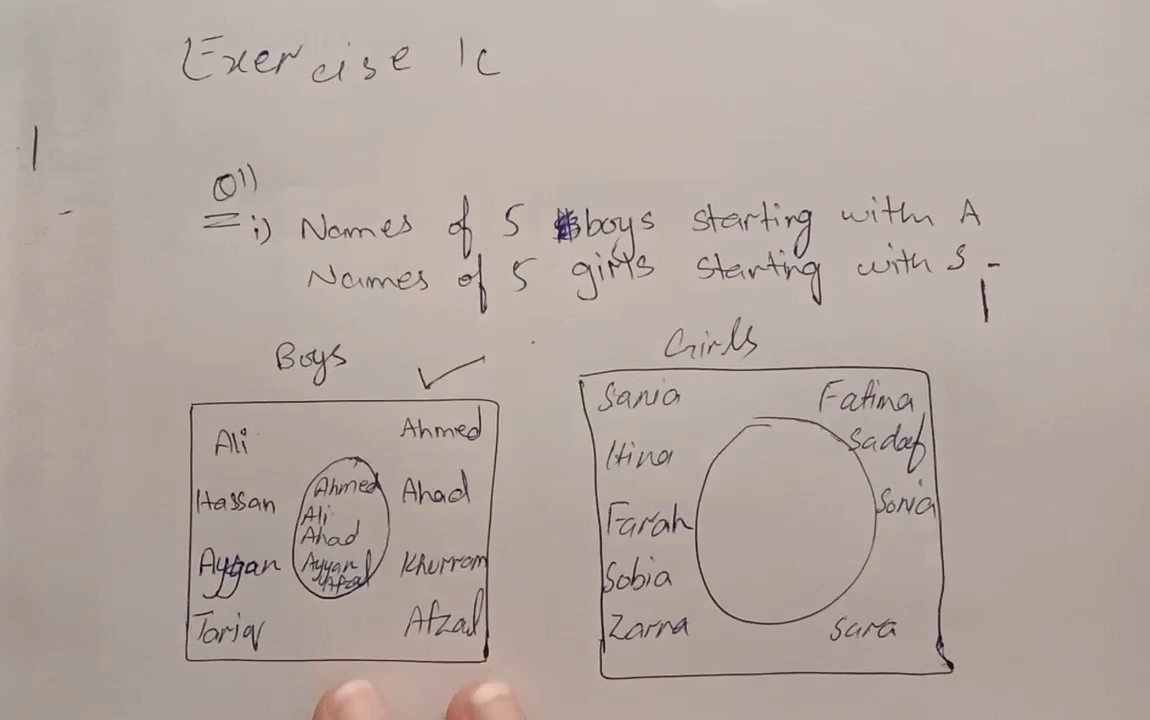 Exercise 1c
Q1)
i) Names of 5 boys starting with A
Names of 5 girls starting with S -
Boys
Girls
Ali
Ahmed
Hassan
Ahad
Ayyan
Khurram
Tariq
Afzal
Ahmed
Ali
Ahad
Ayyan
Afzal
Sania
Fatima
Hina
Sadaf
Farah
Sonia
Sobia
Zarna
Sara